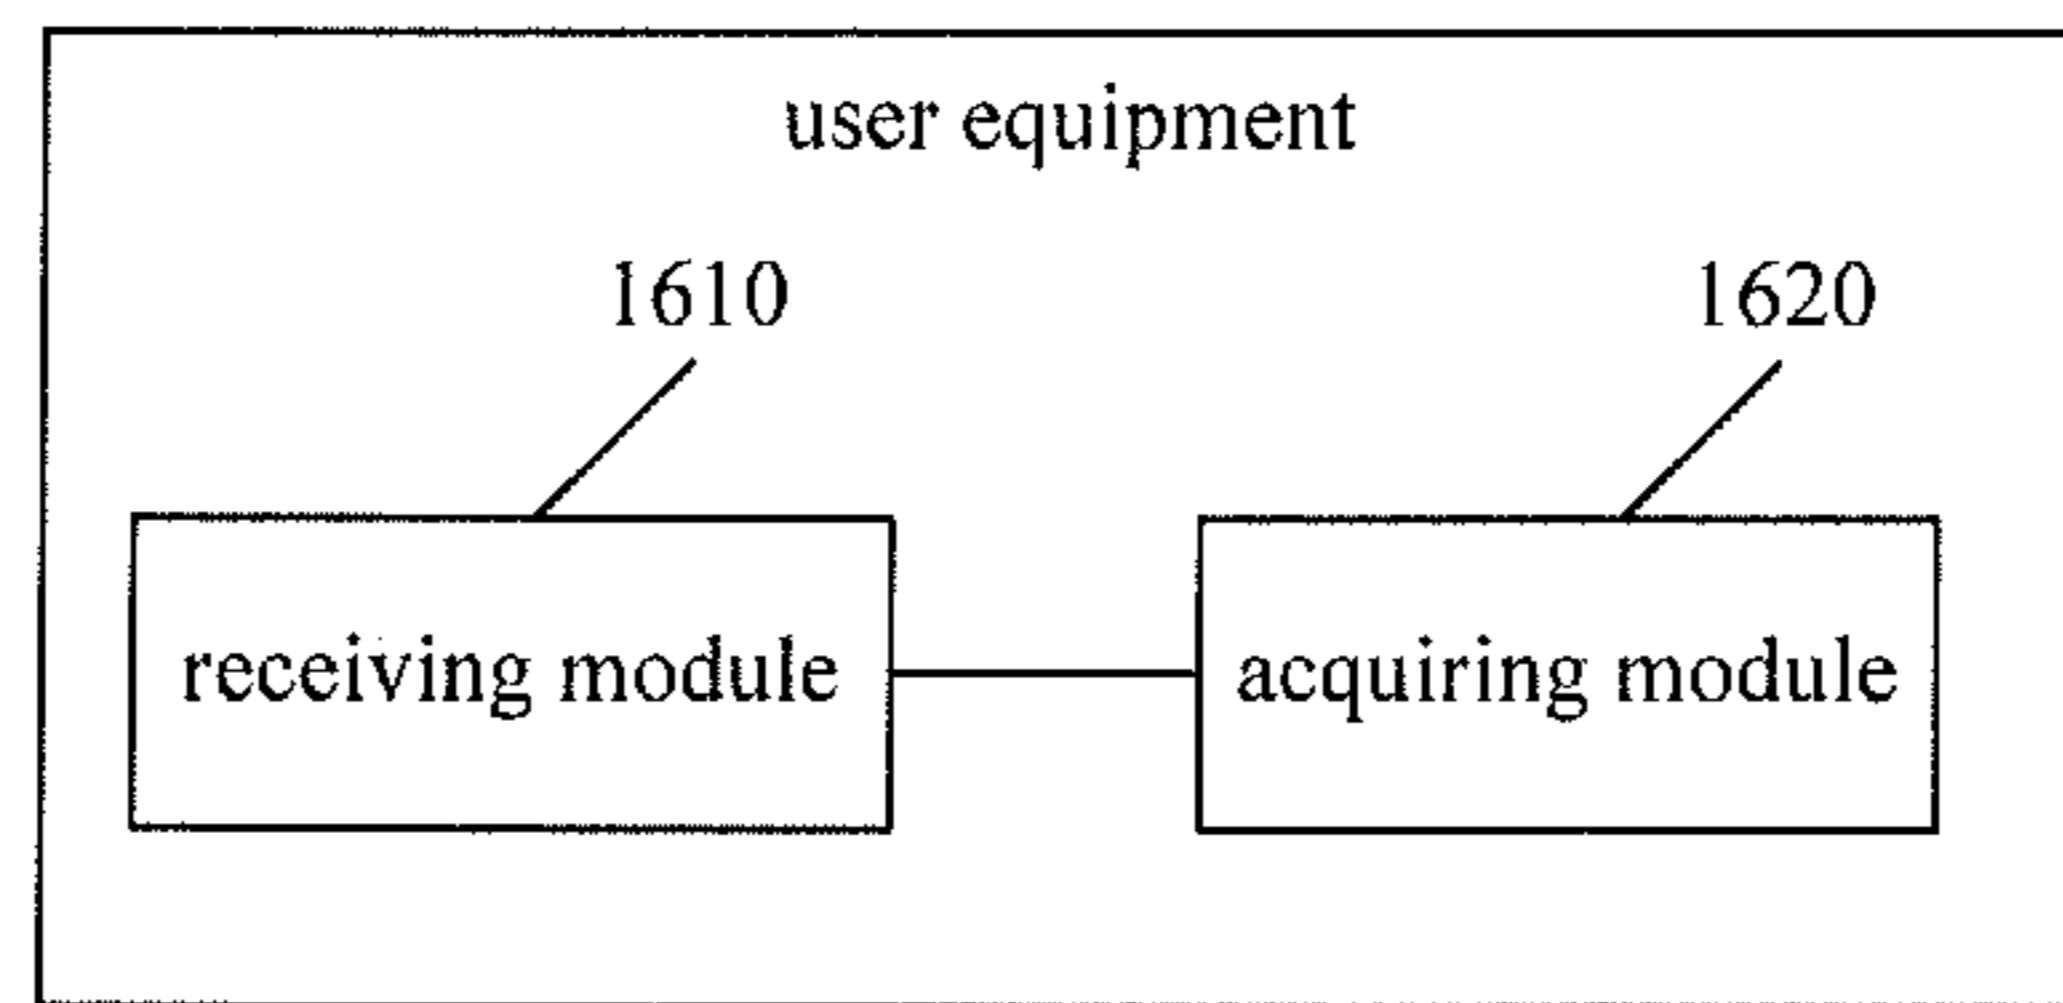 user equipment
1610
1620
receiving module
acquiring module